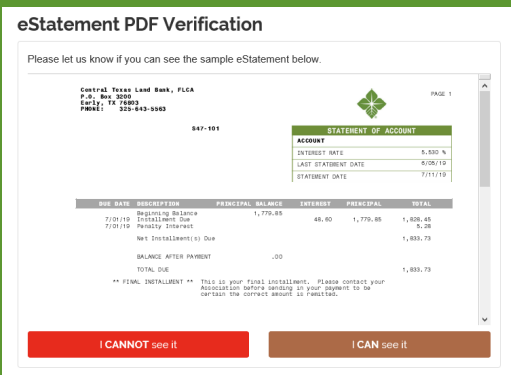 eStatement PDF Verification
Please let us know if you can see the sample eStatement below.
Central Texas Land Bank, FLCA
P.O. Box 3200
Early, TX 76803
PHONE: 325-643-5563
PAGE 1
S47-101
STATEMENT OF ACCOUNT
ACCOUNT
INTEREST RATE 5.530 %
LAST STATEMENT DATE 6/05/19
STATEMENT DATE 7/11/19
DUE DATE DESCRIPTION PRINCIPAL BALANCE INTEREST PRINCIPAL TOTAL
Beginning Balance 1,779.85
7/01/19 Installment Due 48.60 1,779.85 1,828.45
7/01/19 Penalty Interest 5.28
Net Installment(s) Due 1,833.73
BALANCE AFTER PAYMENT .00
TOTAL DUE 1,833.73
** FINAL INSTALLMENT ** This is your final installment. Please contact your
Association before sending in your payment to be
certain the correct amount is remitted.
I CANNOT see it
I CAN see it